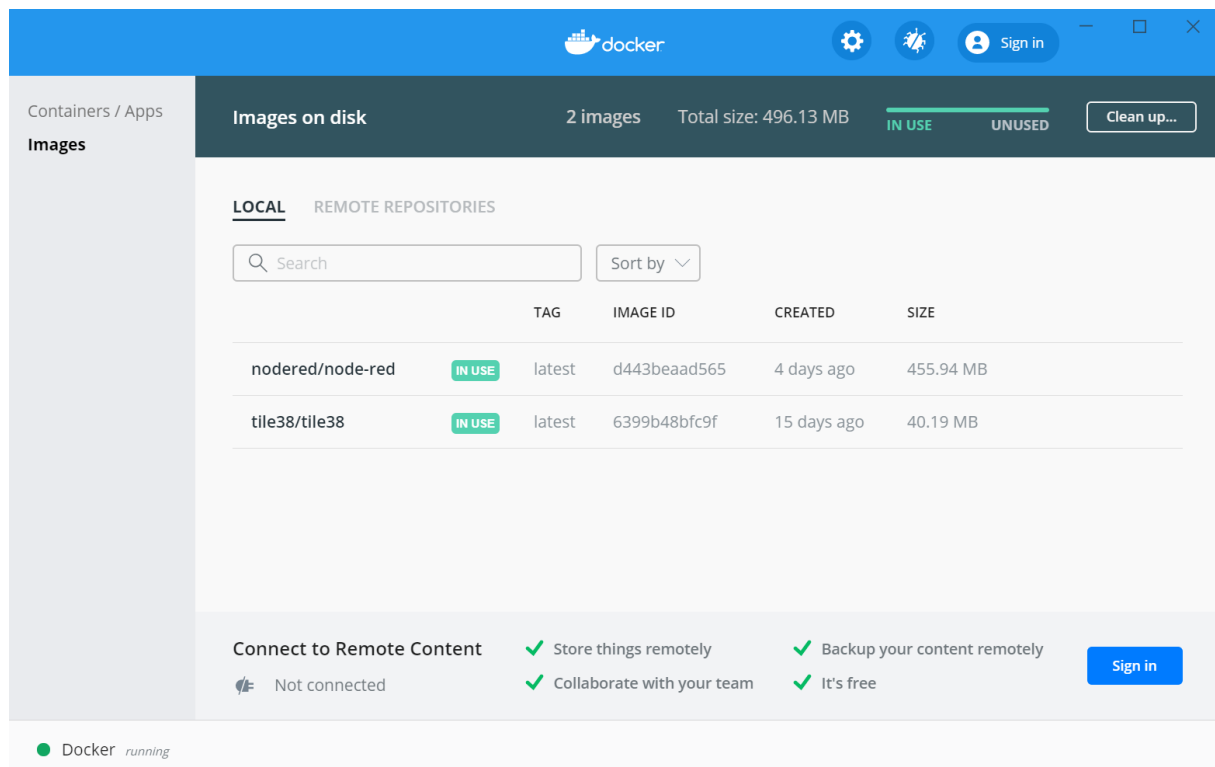 docker
Sign in
Containers / Apps
Images
Images on disk
2 images
Total size: 496.13 MB
IN USE
UNUSED
Clean up...
LOCAL
REMOTE REPOSITORIES
Search
Sort by
TAG
IMAGE ID
CREATED
SIZE
nodered/node-red IN USE latest d443beaad565 4 days ago 455.94 MB
tile38/tile38 IN USE latest 6399b48bfc9f 15 days ago 40.19 MB
Connect to Remote Content
Not connected
Store things remotely
Collaborate with your team
Backup your content remotely
It's free
Sign in
Docker running